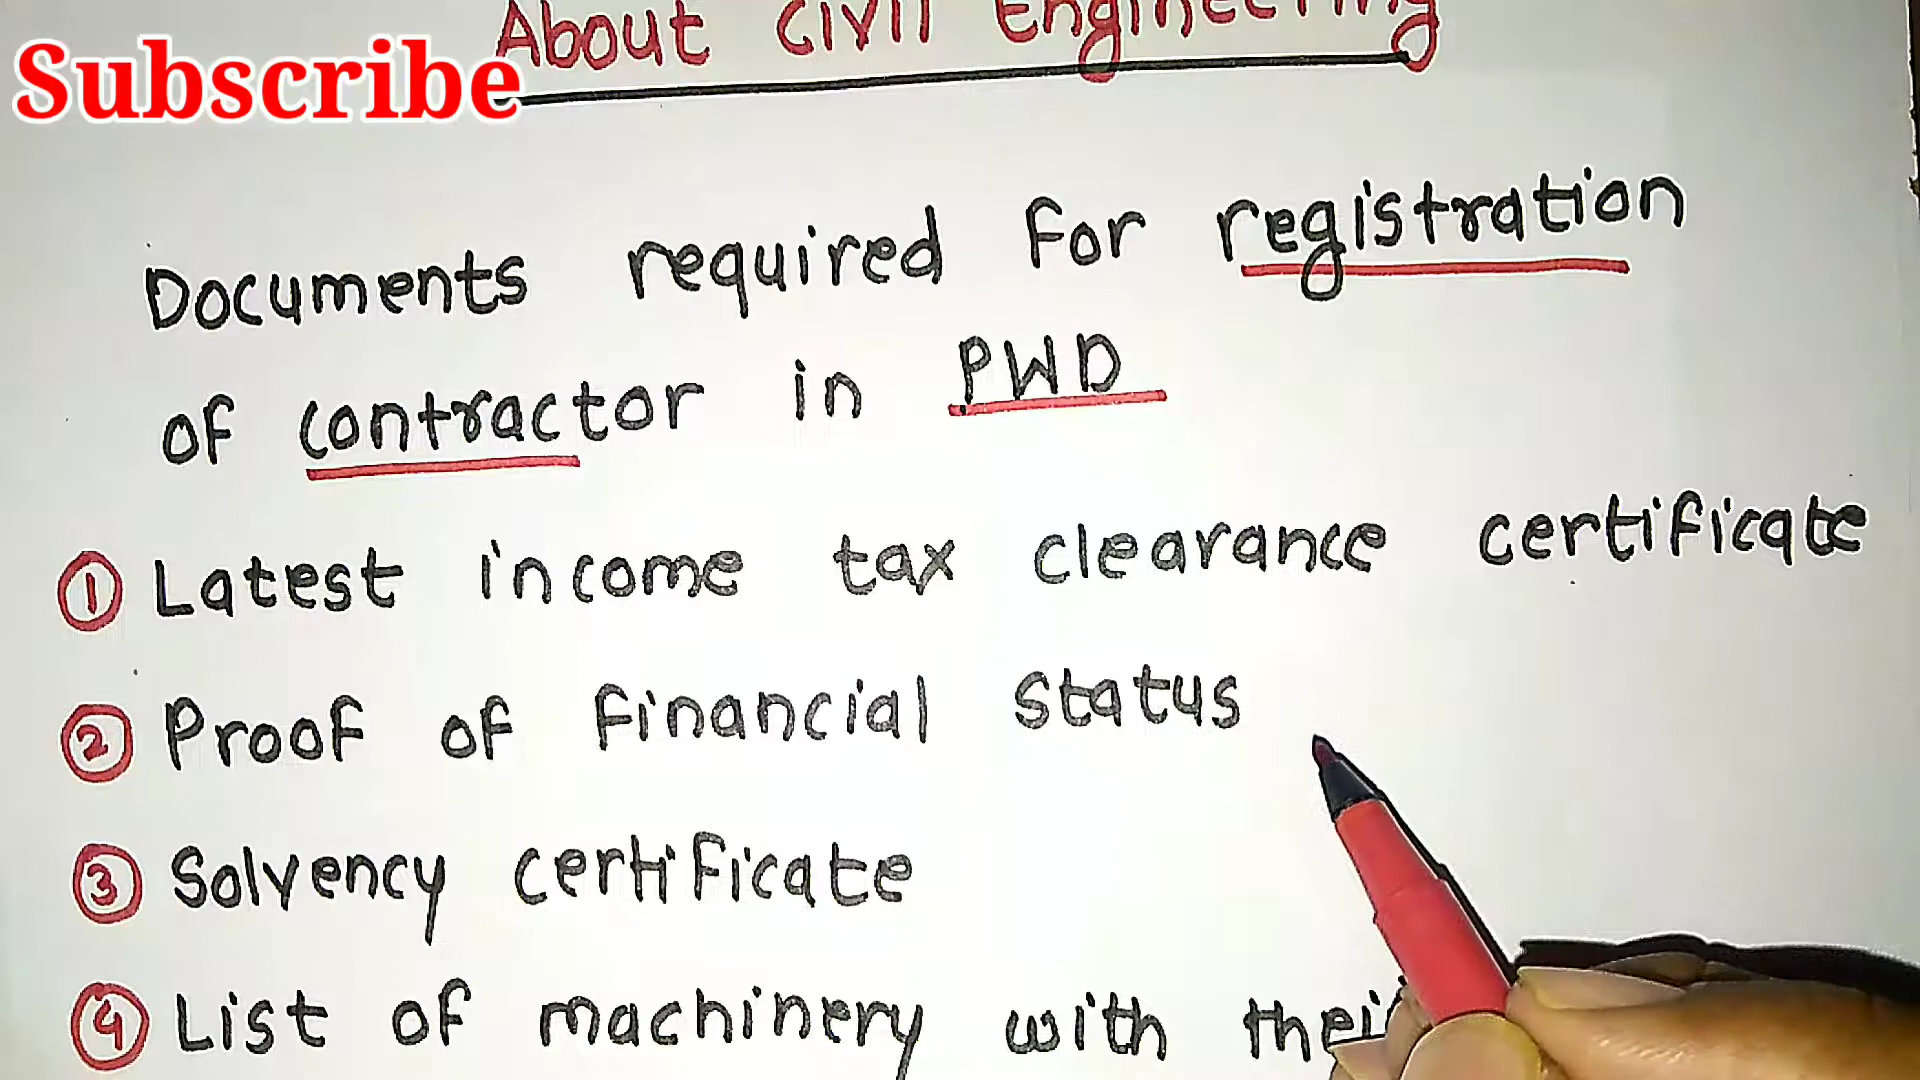 About Civil Engineering
Subscribe
Documents required for registration
of contractor in PWD
① Latest income tax clearance certificate
② Proof of financial status
③ Solvency certificate
④ List of machinery with their